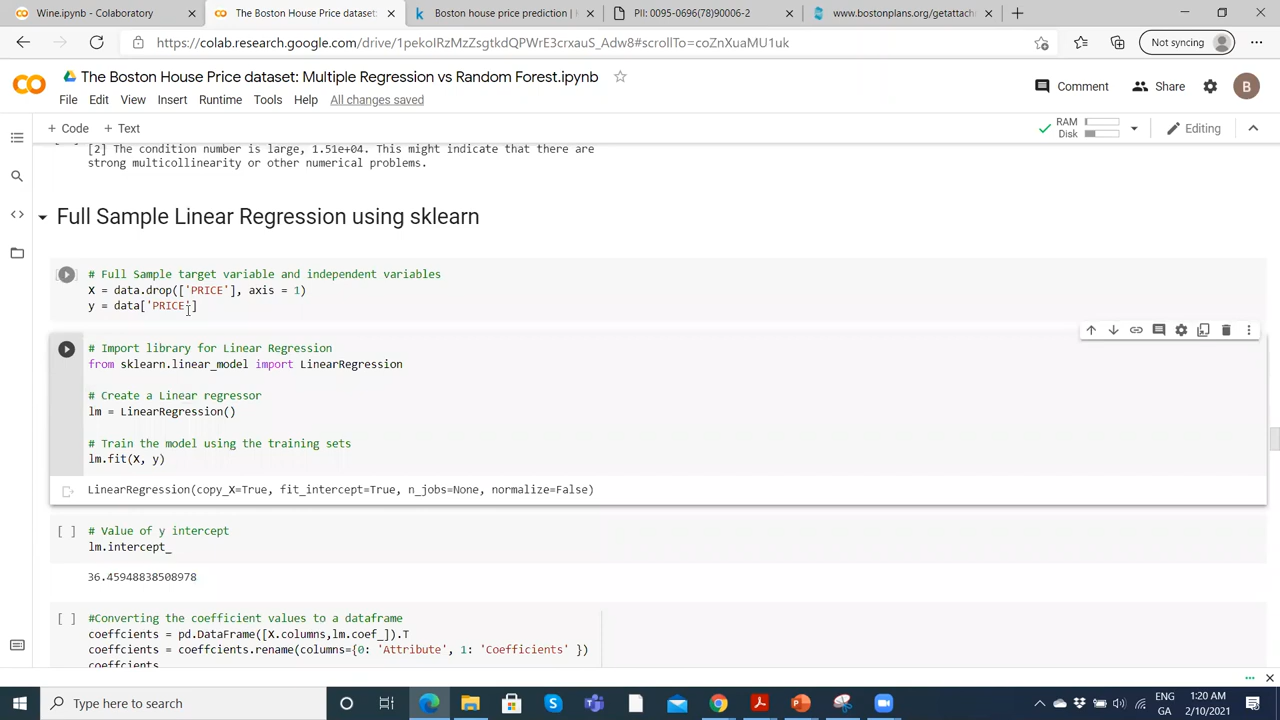 Wine.ipynb - Colaboratory
The Boston House Price dataset:
Boston house price prediction |
PII: 0095-0696(78)90006-2
www.bostonplans.org/getattachm
https://colab.research.google.com/drive/1pekoIRzMzZsgtkdQPWrE3crxauS_Adw8#scrollTo=coZnXuaMU1uk
Not syncing
The Boston House Price dataset: Multiple Regression vs Random Forest.ipynb
File Edit View Insert Runtime Tools Help All changes saved
Comment Share B
+ Code + Text
RAM
Disk
Editing
[2] The condition number is large, 1.51e+04. This might indicate that there are
strong multicollinearity or other numerical problems.
Full Sample Linear Regression using sklearn
# Full Sample target variable and independent variables
X = data.drop(['PRICE'], axis = 1)
y = data['PRICE']
# Import library for Linear Regression
from sklearn.linear_model import LinearRegression
# Create a Linear regressor
lm = LinearRegression()
# Train the model using the training sets
lm.fit(X, y)
LinearRegression(copy_X=True, fit_intercept=True, n_jobs=None, normalize=False)
[ ] # Value of y intercept
lm.intercept_
36.45948838508978
[ ] #Converting the coefficient values to a dataframe
coeffcients = pd.DataFrame([X.columns,lm.coef_]).T
coeffcients = coeffcients.rename(columns={0: 'Attribute', 1: 'Coefficients' })
coeffcients
Type here to search
ENG
GA
1:20 AM
2/10/2021